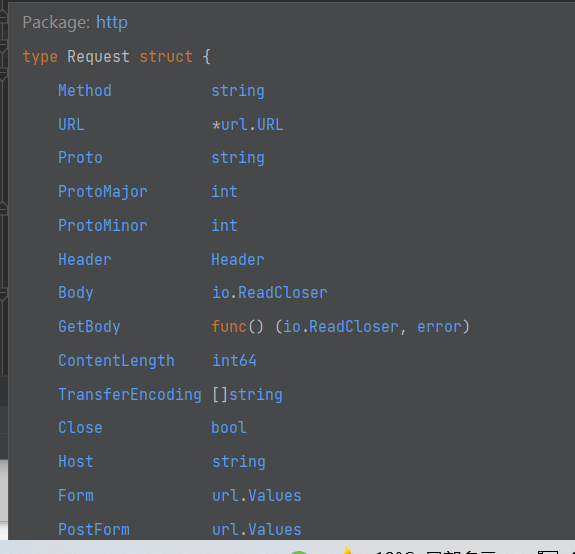 Package: http
type Request struct {
Method string
URL *url.URL
Proto string
ProtoMajor int
ProtoMinor int
Header Header
Body io.ReadCloser
GetBody func() (io.ReadCloser, error)
ContentLength int64
TransferEncoding []string
Close bool
Host string
Form url.Values
PostForm url.Values